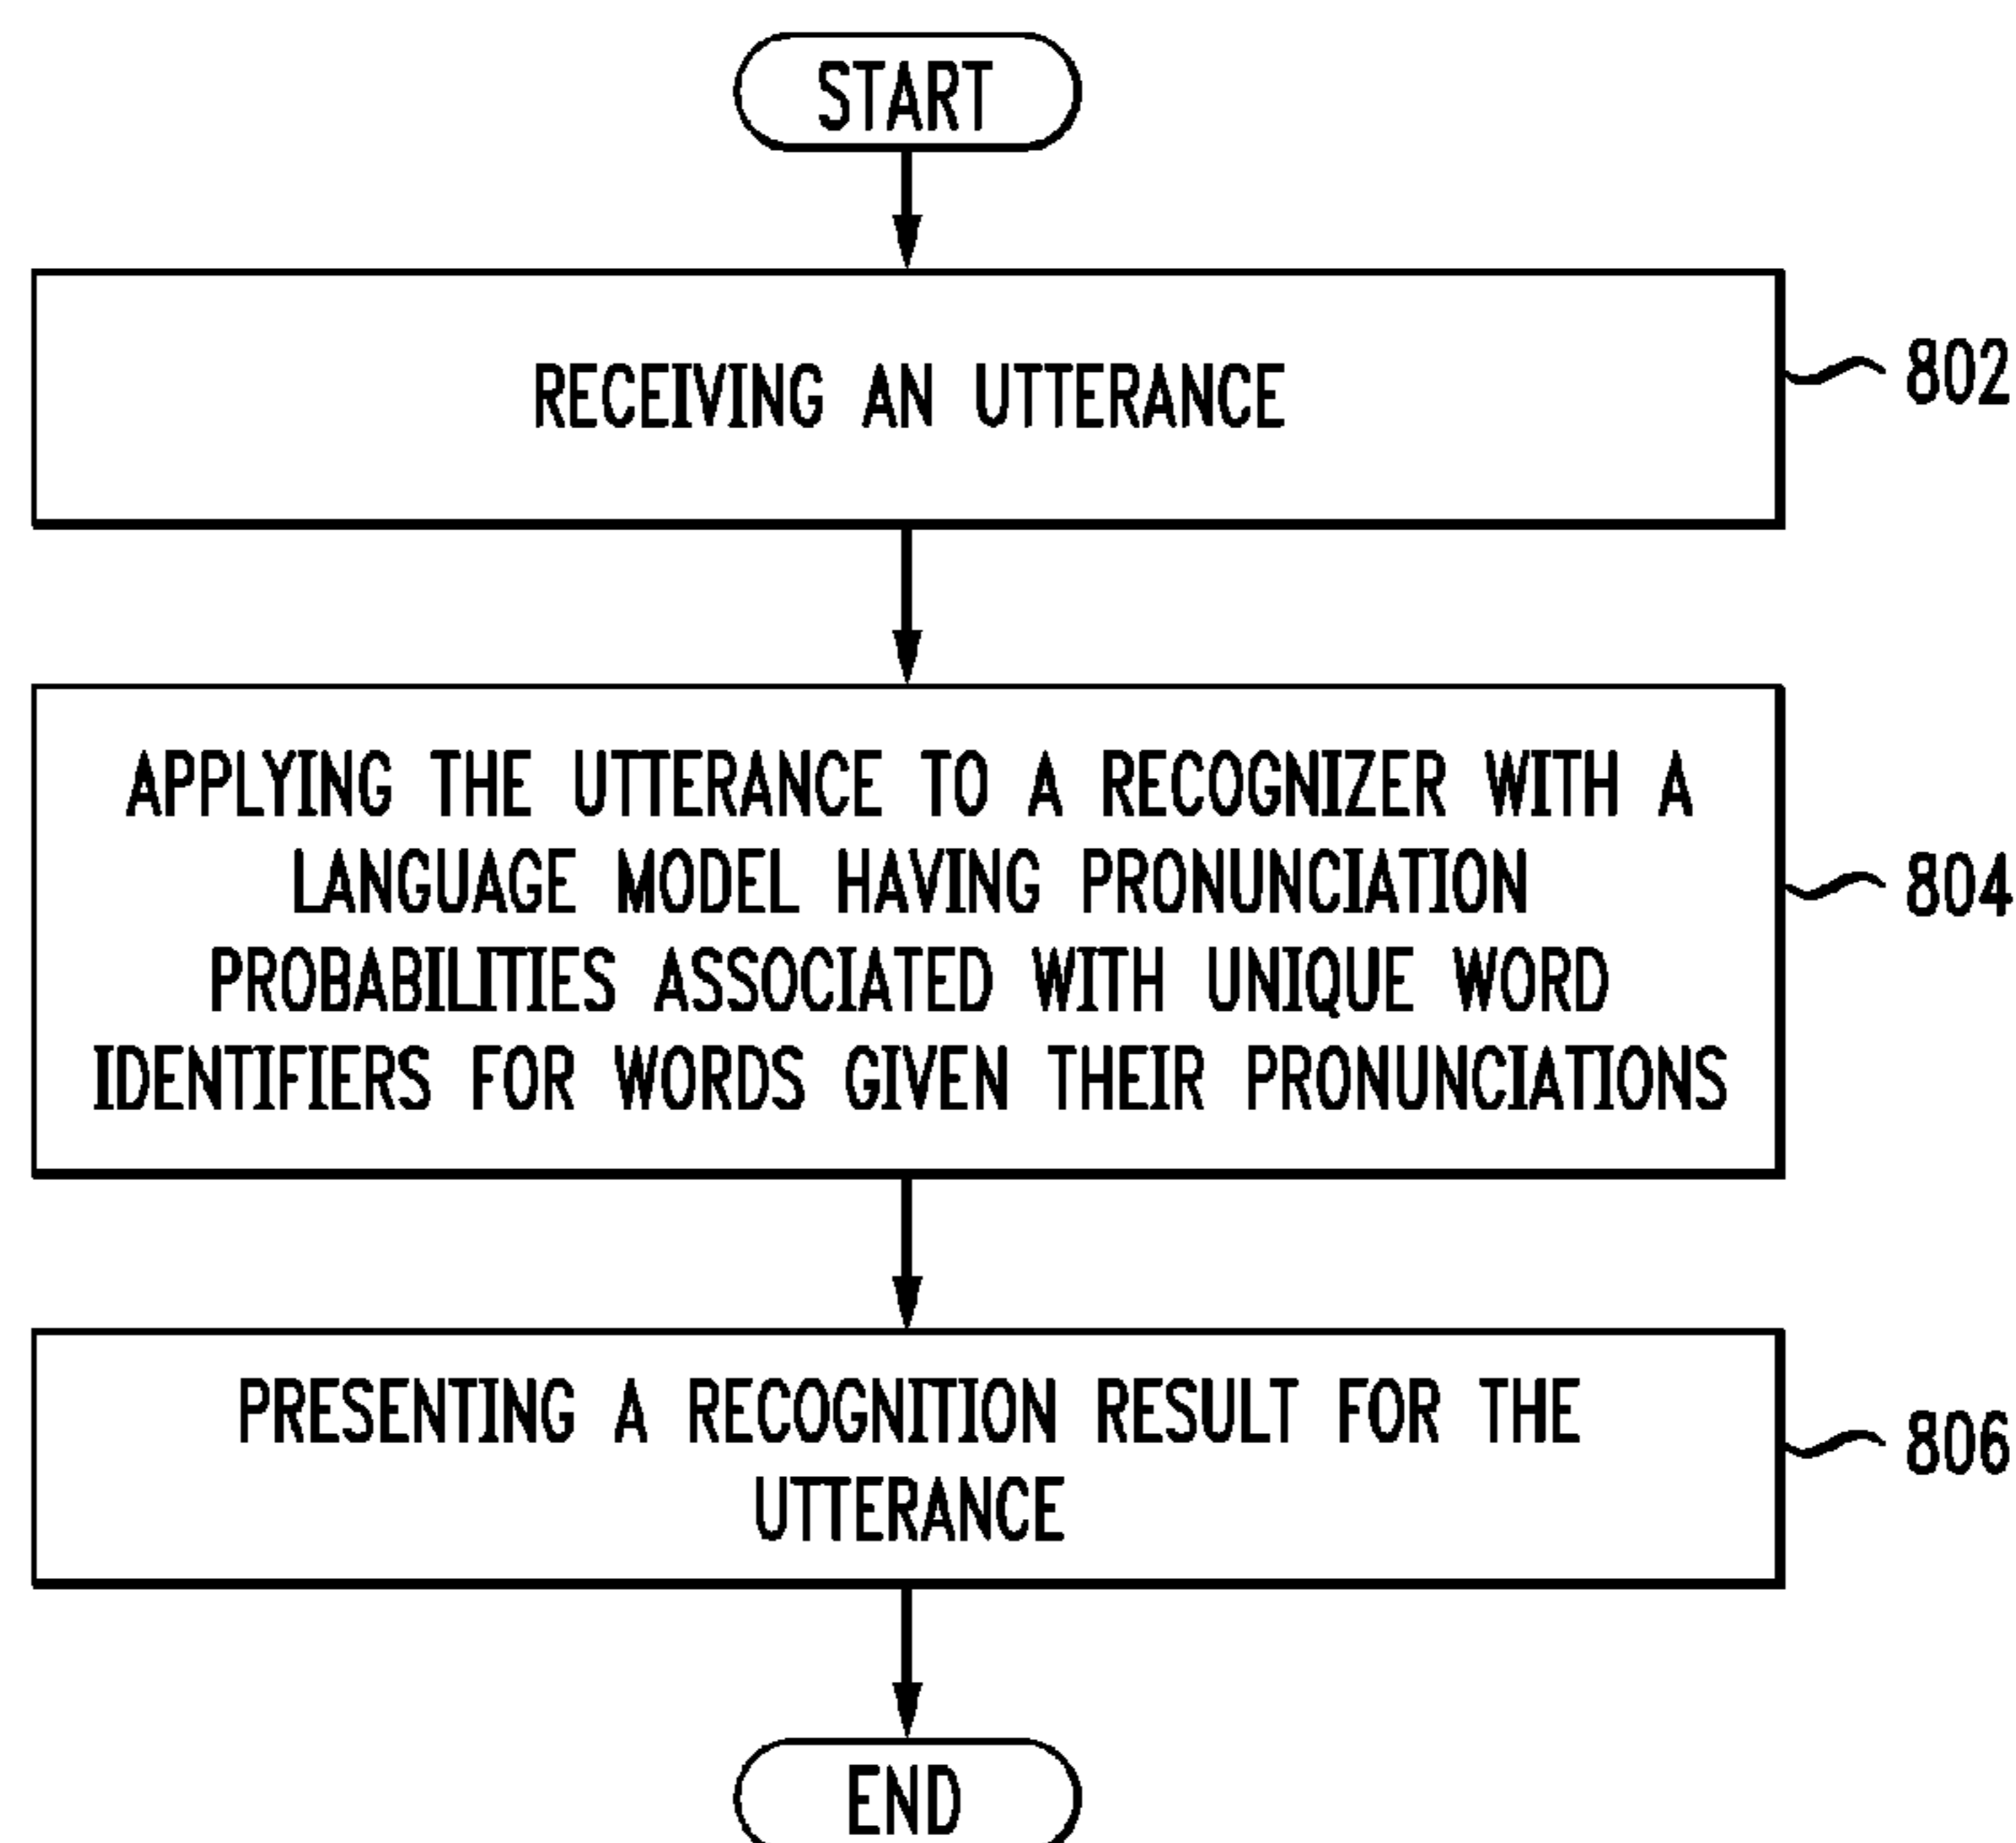 START
RECEIVING AN UTTERANCE
802
APPLYING THE UTTERANCE TO A RECOGNIZER WITH A
LANGUAGE MODEL HAVING PRONUNCIATION
PROBABILITIES ASSOCIATED WITH UNIQUE WORD
IDENTIFIERS FOR WORDS GIVEN THEIR PRONUNCIATIONS
804
PRESENTING A RECOGNITION RESULT FOR THE
UTTERANCE
806
END